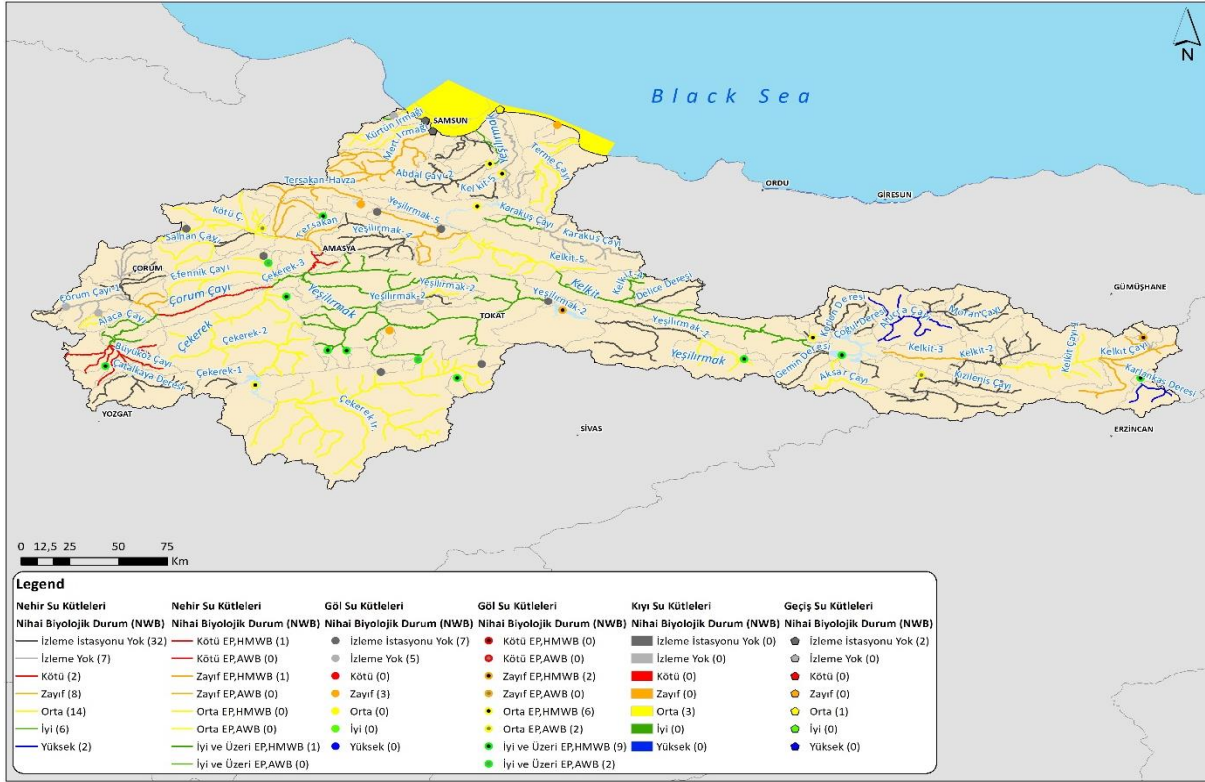 N
Black Sea
SAMSUN
Kürtün Irmağı
Mert Irmağı
Yeşilırmak
Terme Çayı
Abdal Çayı-2
Kelkit-5
Tersakan Havza
ORDU
GİRESUN
Kötü Ç.
Tersakan
Yeşilırmak-5
Karakuş Çayı
Karakuş Çayı
Salhan Çayı
Yeşilırmak-4
AMASYA
Kelkit-5
ÇORUM
Efennik Çayı
Çekerek-3
Kelkit
Kelkit-4
Delice Deresi
GÜMÜŞHANE
Çorum Çayı
Yeşilırmak
Yeşilırmak-2
Yeşilırmak-2
Yeşilırmak-2
Alaca Çayı
TOKAT
Çekerek
Çekerek-2
Yeşilırmak-2
Kelkit-3
Kelkit-2
Kelkit Çayı
Büyüköz Çayı
Çatalkaya Deresi
Çekerek-1
Yeşilırmak
Gemin Deresi
Aksar Çayı
Kızıleniş Çayı
YOZGAT
Çekerek Ir.
SİVAS
ERZİNCAN
0 12,5 25 50 75
Km
Legend
Nehir Su Kütleleri
Nihai Biyolojik Durum (NWB)
İzleme İstasyonu Yok (32)
İzleme Yok (7)
Kötü (2)
Zayıf (8)
Orta (14)
İyi (6)
Yüksek (2)
Nehir Su Kütleleri
Nihai Biyolojik Durum (NWB)
Kötü EP,HMWB (1)
Kötü EP,AWB (0)
Zayıf EP,HMWB (1)
Zayıf EP,AWB (0)
Orta EP,HMWB (0)
Orta EP,AWB (0)
İyi ve Üzeri EP,HMWB (1)
İyi ve Üzeri EP,AWB (0)
Göl Su Kütleleri
Nihai Biyolojik Durum (NWB)
İzleme İstasyonu Yok (7)
İzleme Yok (5)
Kötü (0)
Zayıf (3)
Orta (0)
İyi (0)
Yüksek (0)
Göl Su Kütleleri
Nihai Biyolojik Durum (NWB)
Kötü EP,HMWB (0)
Kötü EP,AWB (0)
Zayıf EP,HMWB (2)
Zayıf EP,AWB (0)
Orta EP,HMWB (6)
Orta EP,AWB (2)
İyi ve Üzeri EP,HMWB (9)
İyi ve Üzeri EP,AWB (2)
Kıyı Su Kütleleri
Nihai Biyolojik Durum (NWB)
İzleme İstasyonu Yok (0)
İzleme Yok (0)
Kötü (0)
Zayıf (0)
Orta (3)
İyi (0)
Yüksek (0)
Geçiş Su Kütleleri
Nihai Biyolojik Durum (NWB)
İzleme İstasyonu Yok (2)
İzleme Yok (0)
Kötü (0)
Zayıf (0)
Orta (1)
İyi (0)
Yüksek (0)